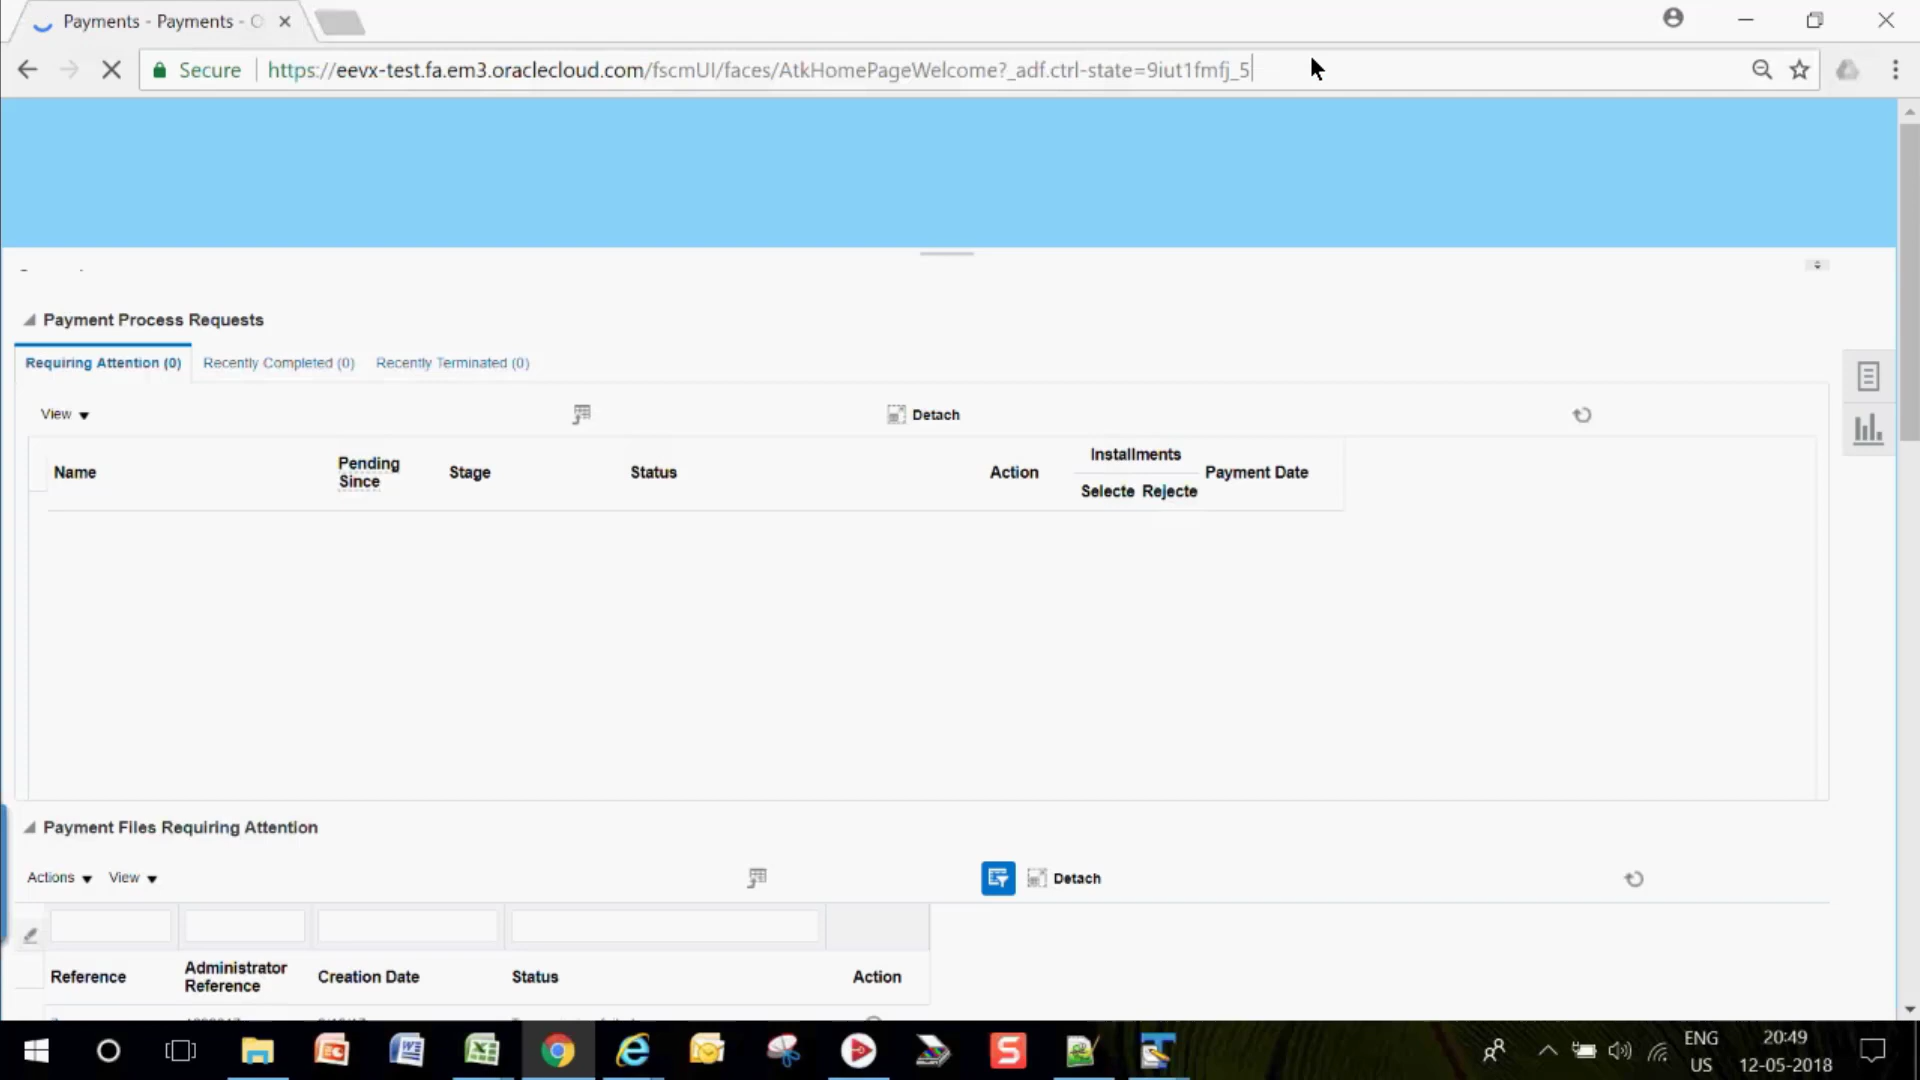 Payments - Payments - O
Secure https://eevx-test.fa.em3.oraclecloud.com/fscmUI/faces/AtkHomePageWelcome?_adf.ctrl-state=9iut1fmfj_5
Payment Process Requests
Requiring Attention (0) Recently Completed (0) Recently Terminated (0)
View Detach
Name Pending Since Stage Status Action Installments Selecte Rejecte Payment Date
Payment Files Requiring Attention
Actions View Detach
Reference Administrator Reference Creation Date Status Action
ENG 20:49
US 12-05-2018